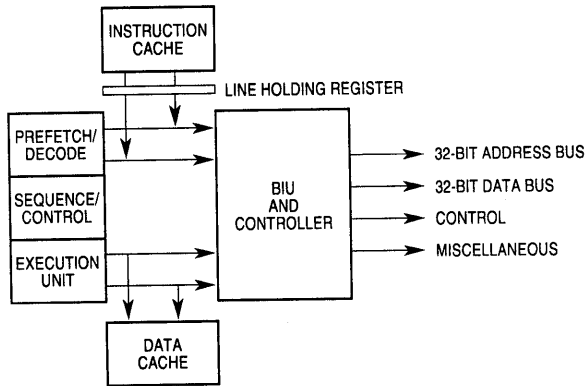 INSTRUCTION
CACHE
LINE HOLDING REGISTER
PREFETCH/
DECODE
SEQUENCE/
CONTROL
EXECUTION
UNIT
BIU
AND
CONTROLLER
32-BIT ADDRESS BUS
32-BIT DATA BUS
CONTROL
MISCELLANEOUS
DATA
CACHE